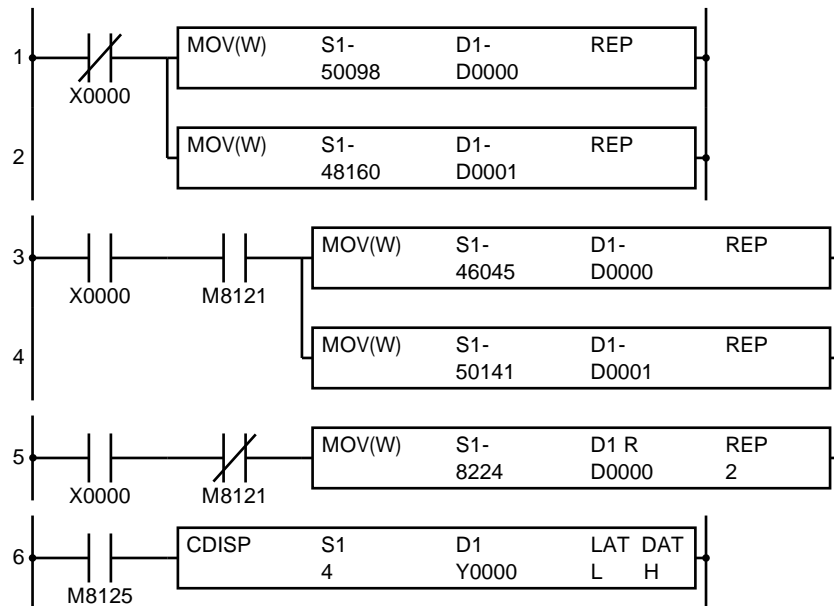 1 MOV(W) S1- D1- REP
50098 D0000
X0000
2 MOV(W) S1- D1- REP
48160 D0001
3 MOV(W) S1- D1- REP
46045 D0000
X0000 M8121
4 MOV(W) S1- D1- REP
50141 D0001
5 MOV(W) S1- D1 R REP
8224 D0000 2
X0000 M8121
6 CDISP S1 D1 LAT DAT
4 Y0000 L H
M8125